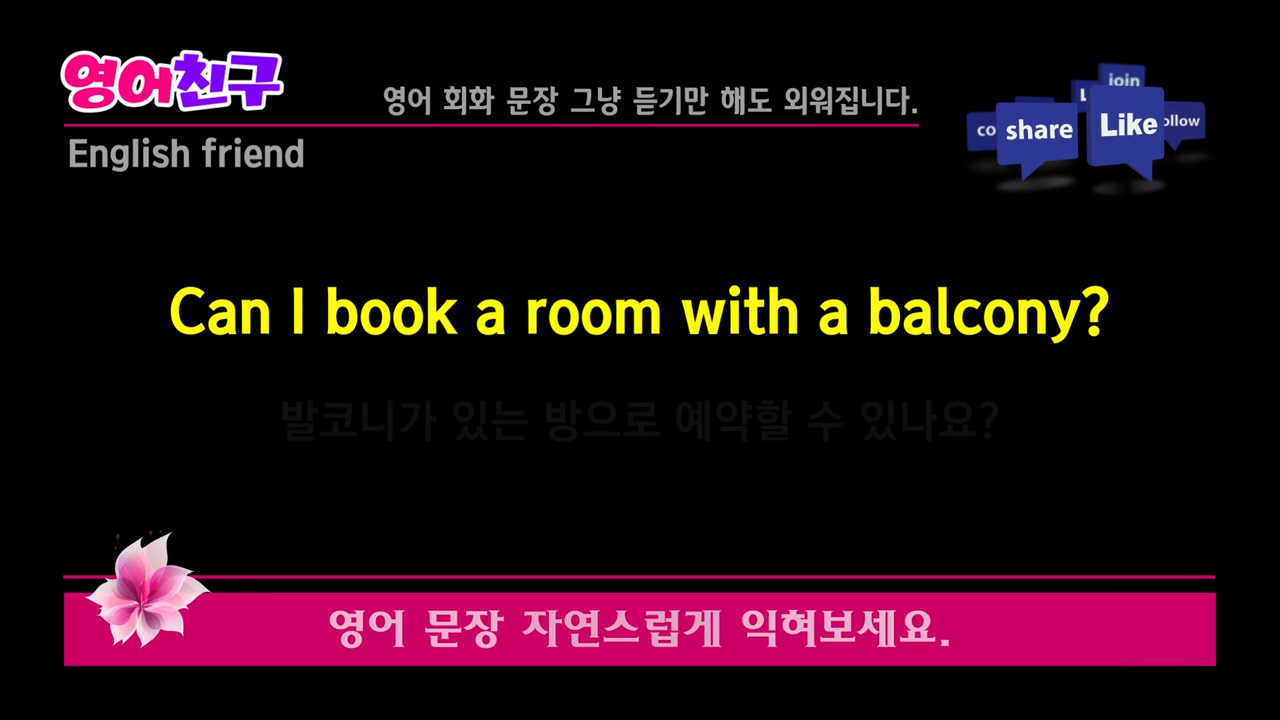 영어친구
영어 회화 문장 그냥 듣기만 해도 외워집니다.
English friend
join
share
Like
Can I book a room with a balcony?
발코니가 있는 방으로 예약할 수 있나요?
영어 문장 자연스럽게 익혀보세요.